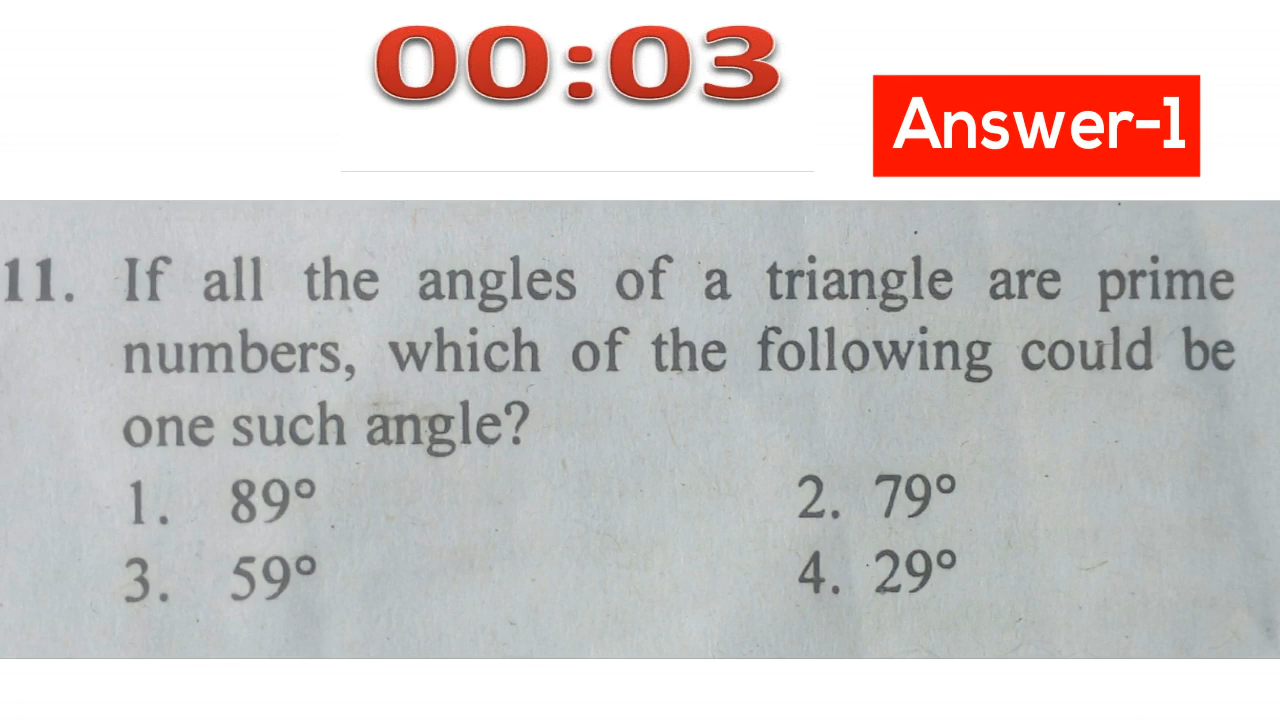 00:03
Answer-1
11. If all the angles of a triangle are prime
numbers, which of the following could be
one such angle?
1. 89° 2. 79°
3. 59° 4. 29°